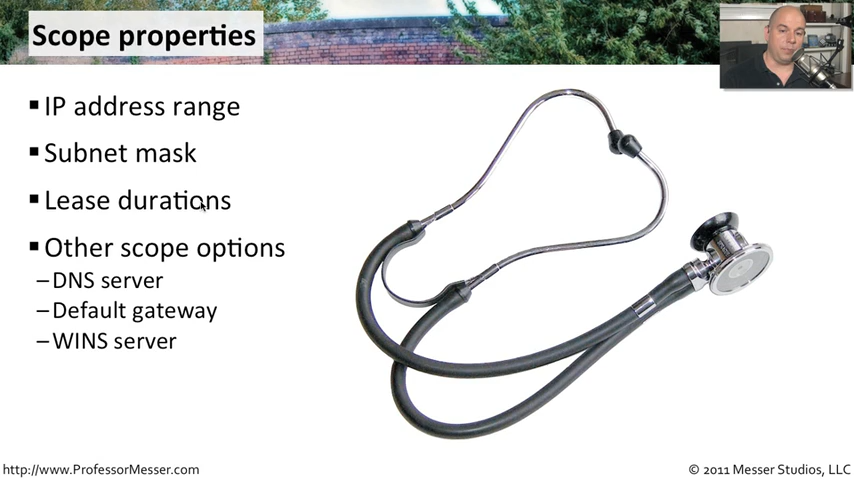 Scope properties
▪ IP address range
▪ Subnet mask
▪ Lease durations
▪ Other scope options
– DNS server
– Default gateway
– WINS server
http://www.ProfessorMesser.com
© 2011 Messer Studios, LLC